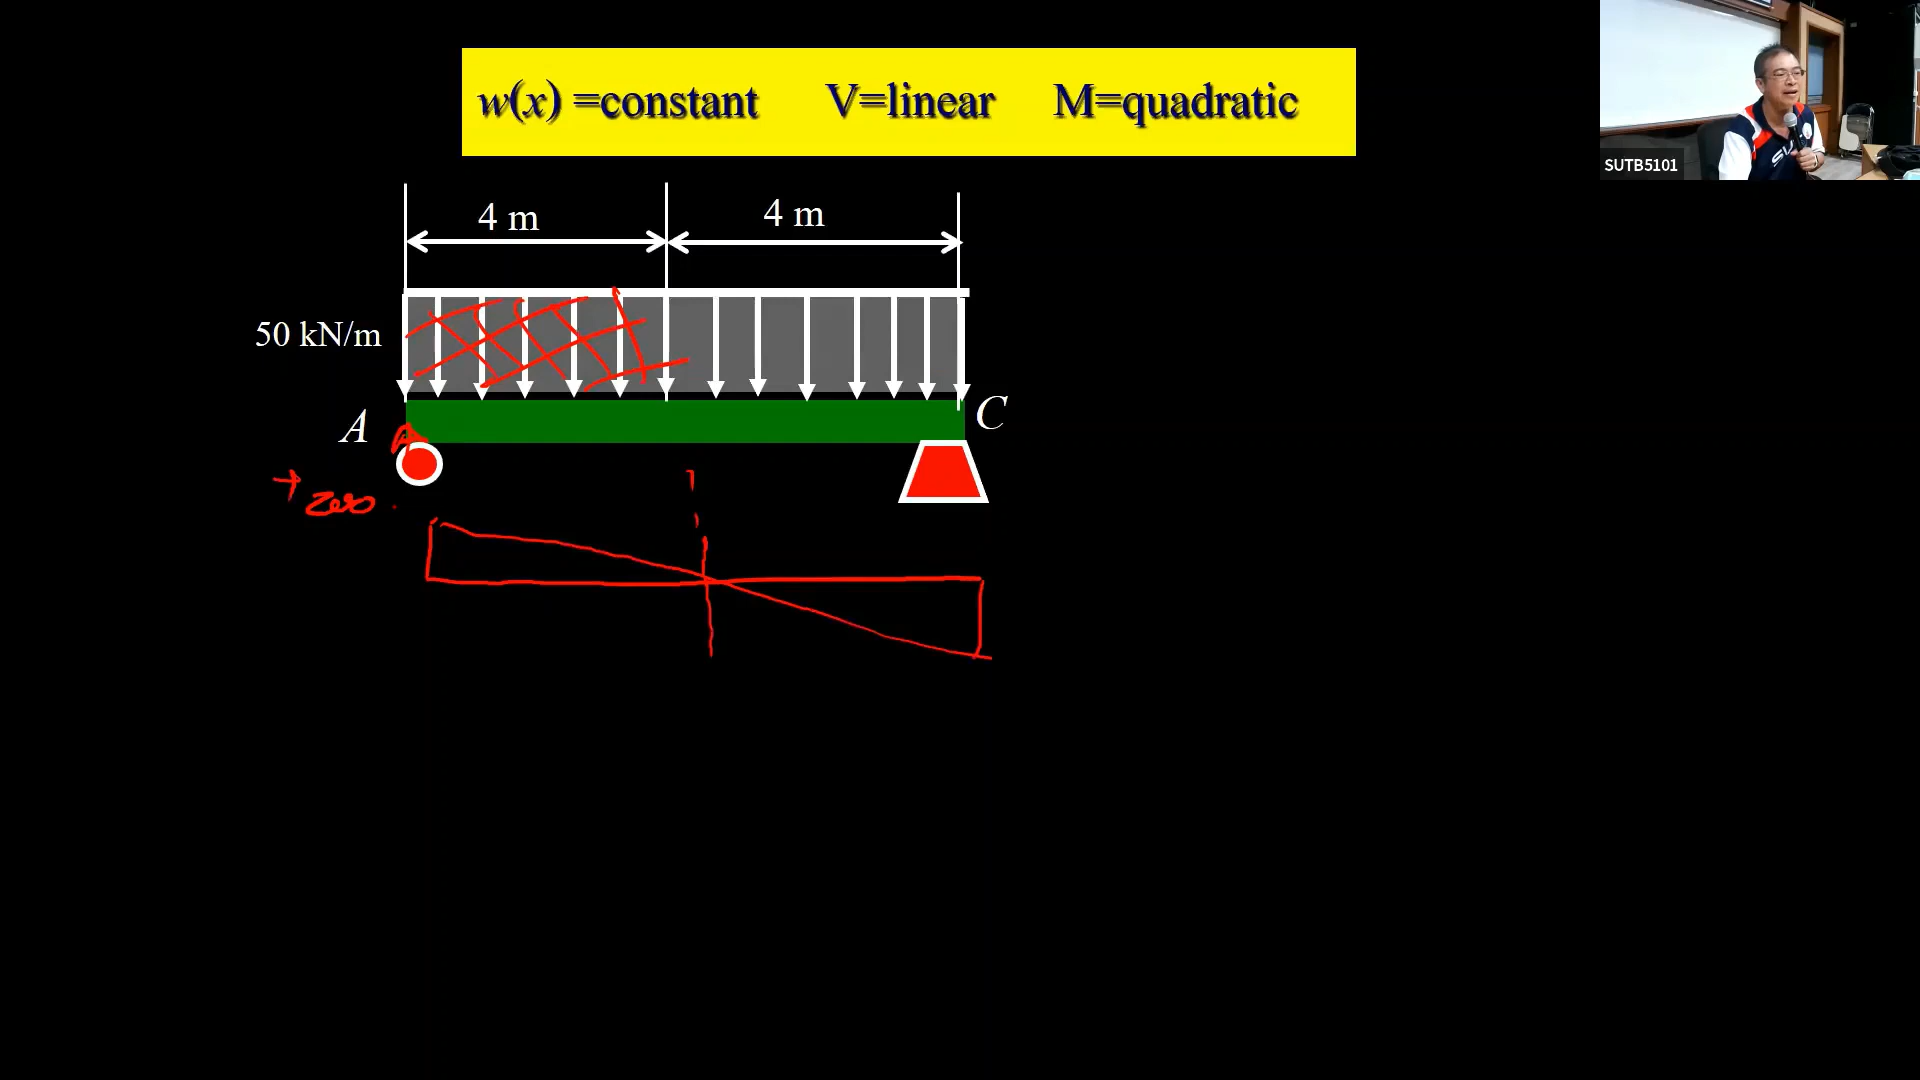 w(x) =constant V=linear M=quadratic
SUTB5101
4 m 4 m
50 kN/m
A C
zero